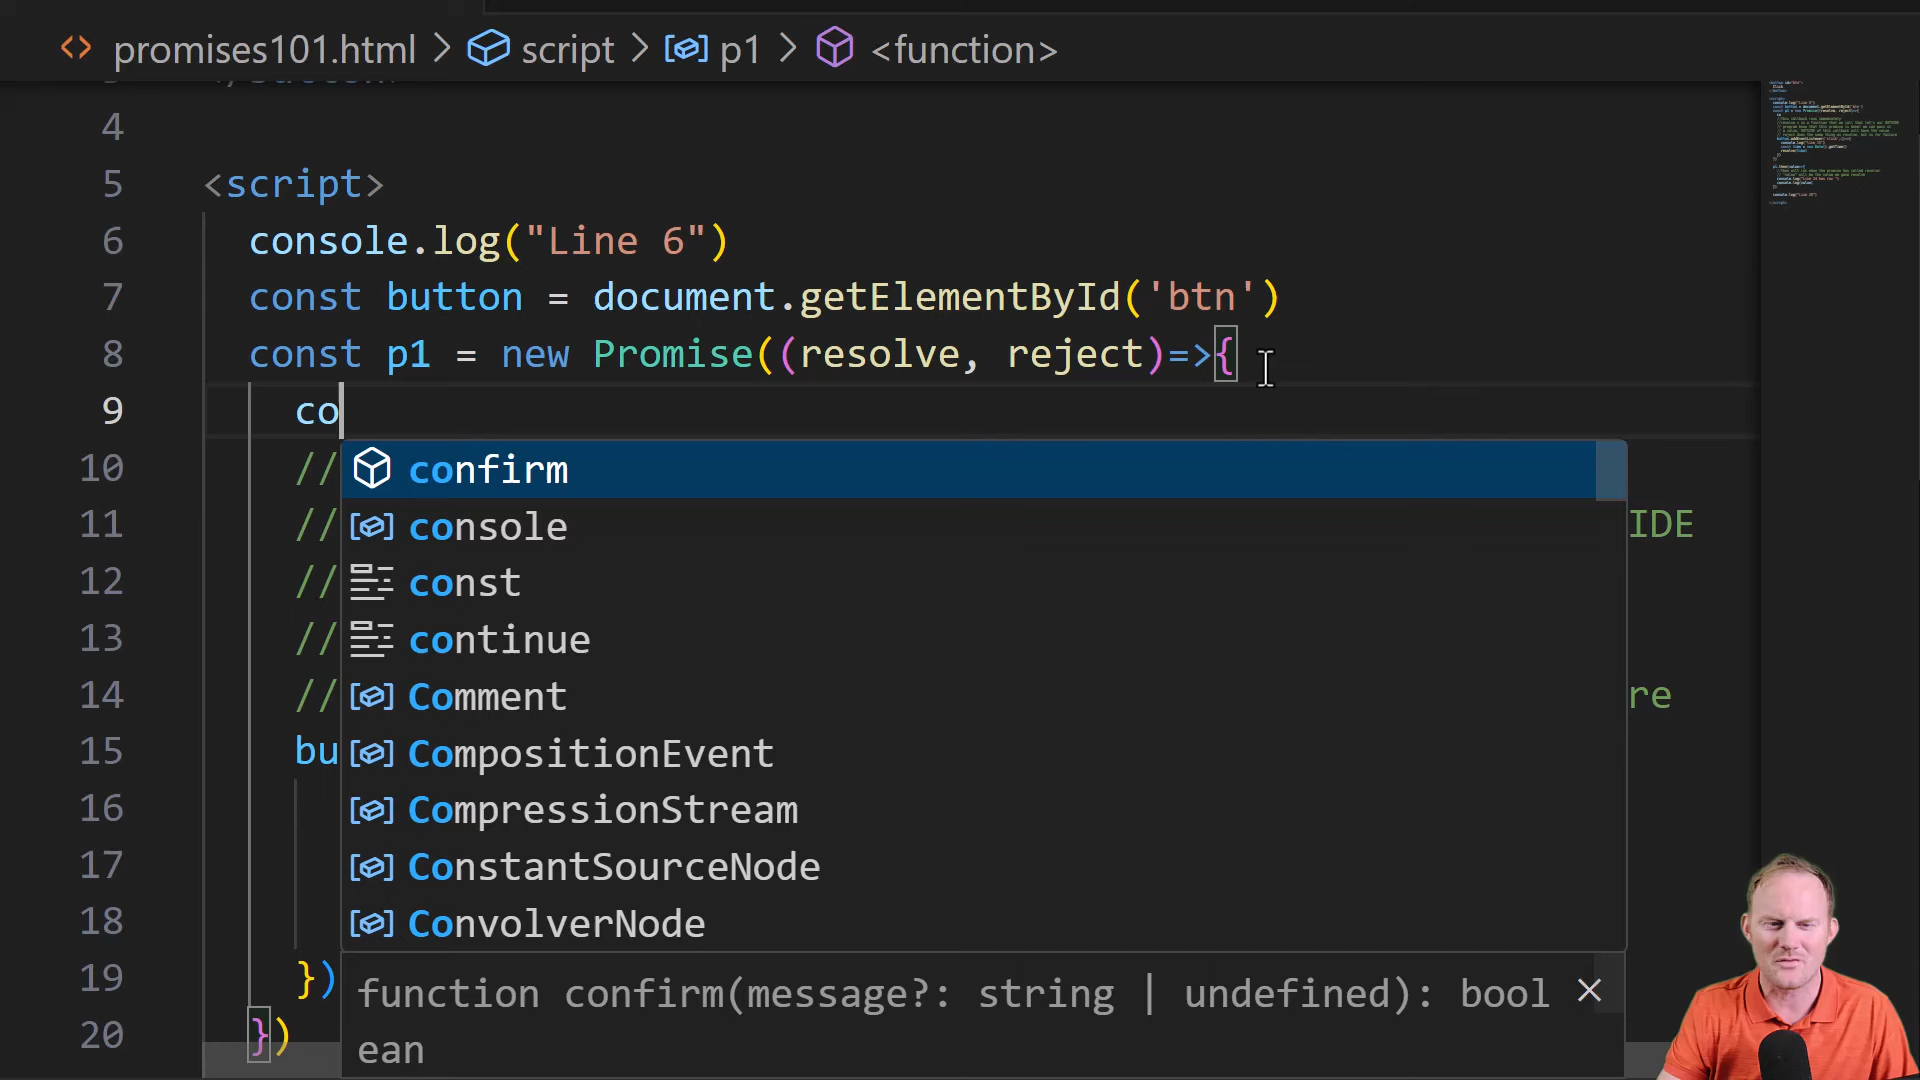 promises101.html > script > p1 > <function>
4
5 <script>
6 console.log("Line 6")
7 const button = document.getElementById('btn')
8 const p1 = new Promise((resolve, reject)=>{
9 co
10 // confirm
11 // console IDE
12 // const
13 // continue
14 // Comment re
15 bu CompositionEvent
16 CompressionStream
17 ConstantSourceNode
18 ConvolverNode
19 })
function confirm(message?: string | undefined): bool
20 })
ean